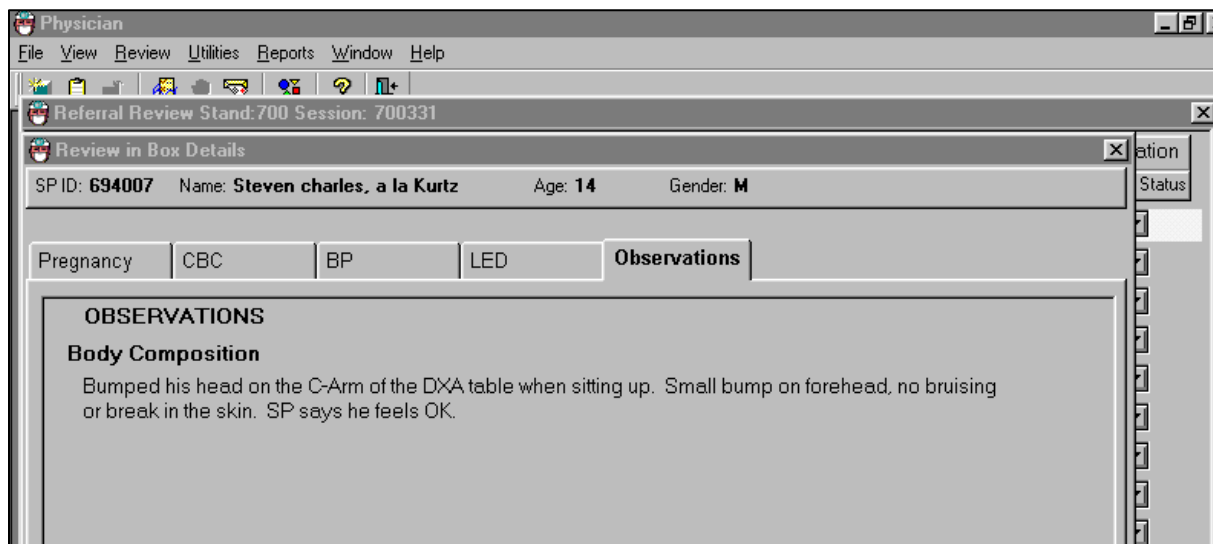 Physician
File View Review Utilities Reports Window Help
Referral Review Stand:700 Session: 700331
Review in Box Details
ation
SP ID: 694007 Name: Steven charles, a la Kurtz Age: 14 Gender: M
Status
Pregnancy CBC BP LED Observations
OBSERVATIONS
Body Composition
Bumped his head on the C-Arm of the DXA table when sitting up. Small bump on forehead, no bruising
or break in the skin. SP says he feels OK.